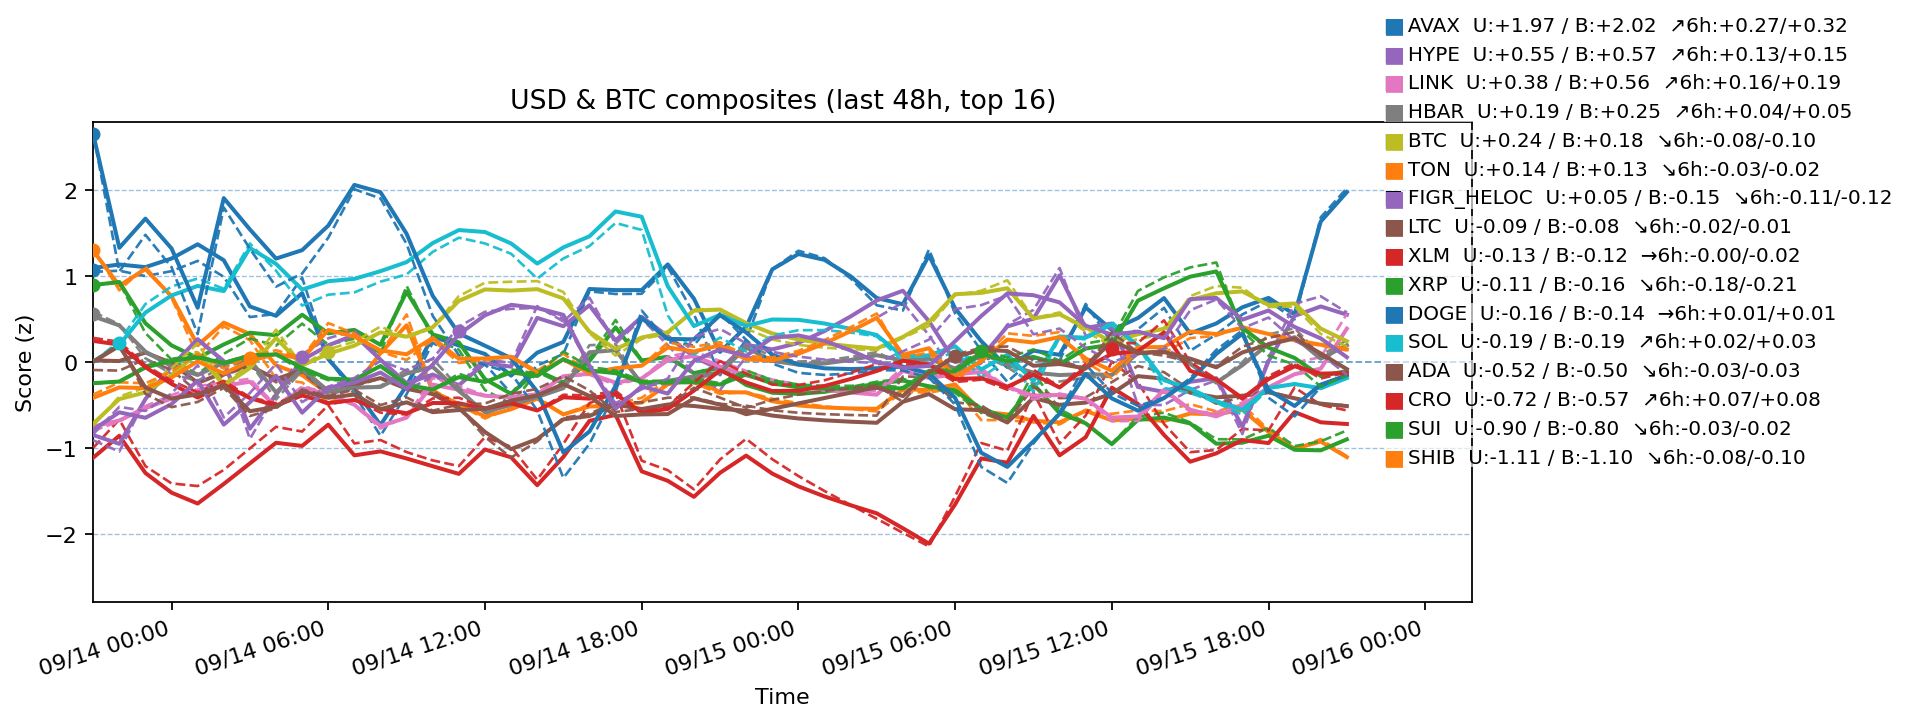 AVAX  U:+1.97 / B:+2.02  ↗6h:+0.27/+0.32
HYPE  U:+0.55 / B:+0.57  ↗6h:+0.13/+0.15
LINK  U:+0.38 / B:+0.56  ↗6h:+0.16/+0.19
HBAR  U:+0.19 / B:+0.25  ↗6h:+0.04/+0.05
BTC  U:+0.24 / B:+0.18  ↘6h:-0.08/-0.10
TON  U:+0.14 / B:+0.13  ↘6h:-0.03/-0.02
FIGR_HELOC  U:+0.05 / B:-0.15  ↘6h:-0.11/-0.12
LTC  U:-0.09 / B:-0.08  ↘6h:-0.02/-0.01
XLM  U:-0.13 / B:-0.12  →6h:-0.00/-0.02
XRP  U:-0.11 / B:-0.16  ↘6h:-0.18/-0.21
DOGE  U:-0.16 / B:-0.14  →6h:+0.01/+0.01
SOL  U:-0.19 / B:-0.19  ↗6h:+0.02/+0.03
ADA  U:-0.52 / B:-0.50  ↘6h:-0.03/-0.03
CRO  U:-0.72 / B:-0.57  ↗6h:+0.07/+0.08
SUI  U:-0.90 / B:-0.80  ↘6h:-0.03/-0.02
SHIB  U:-1.11 / B:-1.10  ↘6h:-0.08/-0.10
USD & BTC composites (last 48h, top 16)
Score (z)
2
1
0
−1
−2
09/14 00:00
09/14 06:00
09/14 12:00
09/14 18:00
09/15 00:00
09/15 06:00
09/15 12:00
09/15 18:00
09/16 00:00
Time